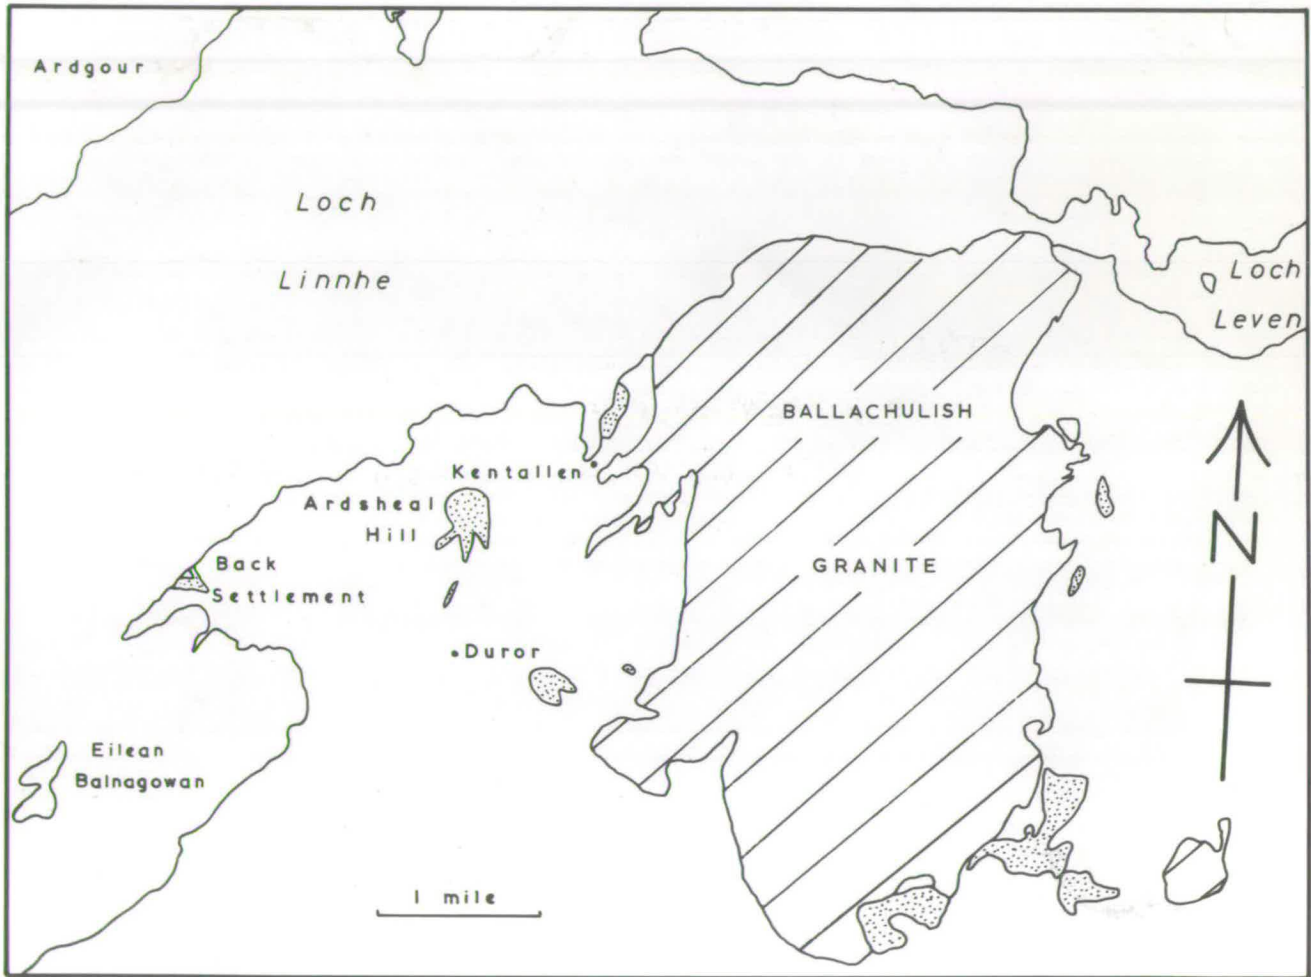 Ardgour
Loch
Linnhe
Loch
Leven
BALLACHULISH
Kentallen
Ardsheal
Hill
N
Back
Settlement
GRANITE
Duror
Eilean
Balnagowan
1 mile